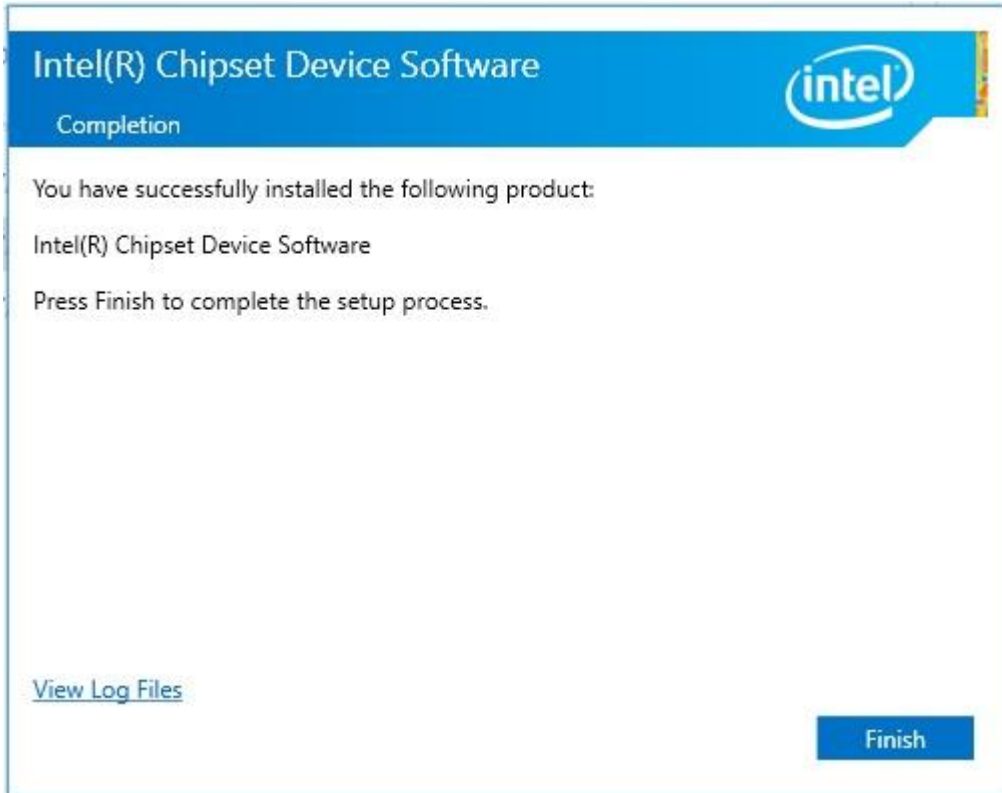 Intel(R) Chipset Device Software
intel
Completion
You have successfully installed the following product:
Intel(R) Chipset Device Software
Press Finish to complete the setup process.
View Log Files
Finish